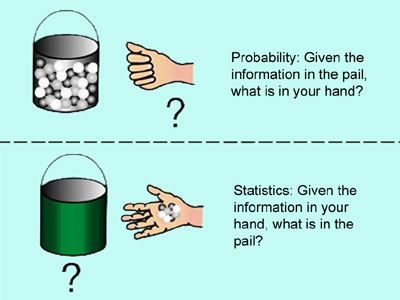 Probability: Given the
information in the pail,
what is in your hand?
?
Statistics: Given the
information in your
hand, what is in the
pail?
?